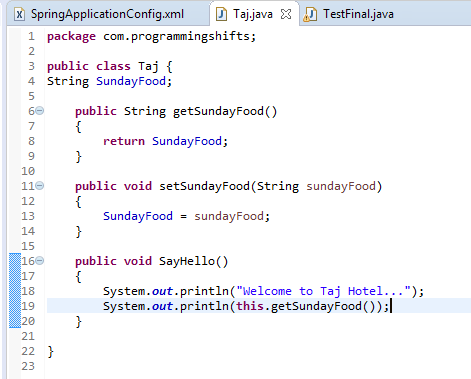 SpringApplicationConfig.xml Taj.java TestFinal.java
1 package com.programmingshifts;
2
3 public class Taj {
4 String SundayFood;
5
6 public String getSundayFood()
7 {
8 return SundayFood;
9 }
10
11 public void setSundayFood(String sundayFood)
12 {
13 SundayFood = sundayFood;
14 }
15
16 public void SayHello()
17 {
18 System.out.println("Welcome to Taj Hotel...");
19 System.out.println(this.getSundayFood());
20 }
21
22 }
23